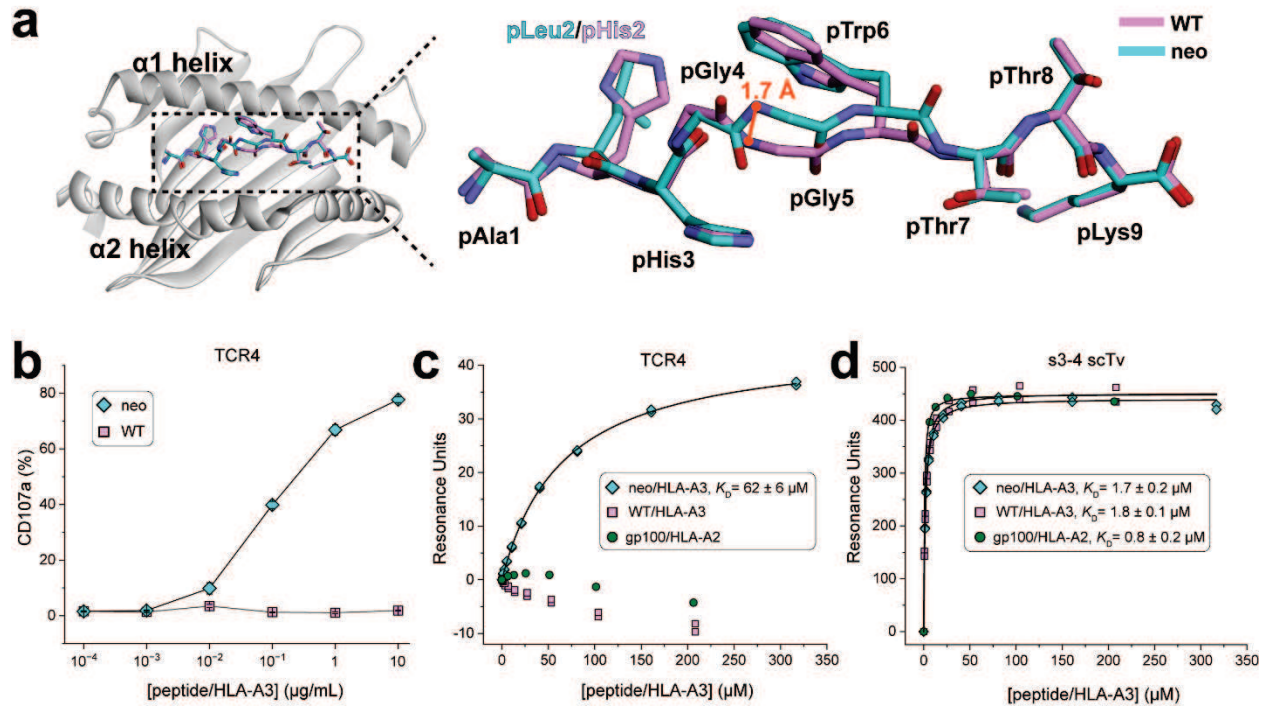 a
α1 helix
α2 helix
pLeu2/pHis2
pGly4
pTrp6
WT
neo
1.7 Å
pThr8
pAla1
pHis3
pGly5
pThr7
pLys9
b
TCR4
CD107a (%)
80
60
40
20
0
neo
WT
10⁻⁴
10⁻³
10⁻²
10⁻¹
1
10
[peptide/HLA-A3] (µg/mL)
c
TCR4
Resonance Units
40
30
20
10
0
-10
neo/HLA-A3, K_D= 62 ± 6 µM
WT/HLA-A3
gp100/HLA-A2
0
50
100
150
200
250
300
350
[peptide/HLA-A3] (µM)
d
s3-4 scTv
Resonance Units
500
400
300
200
100
0
neo/HLA-A3, K_D= 1.7 ± 0.2 µM
WT/HLA-A3, K_D= 1.8 ± 0.1 µM
gp100/HLA-A2, K_D= 0.8 ± 0.2 µM
0
50
100
150
200
250
300
350
[peptide/HLA-A3] (µM)